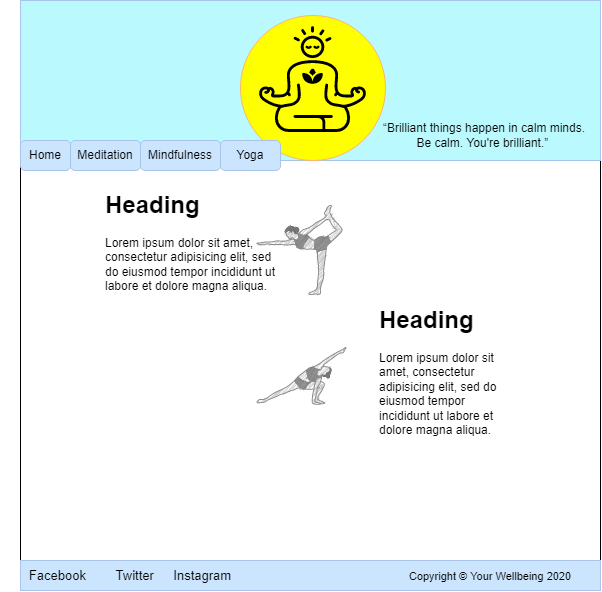 “Brilliant things happen in calm minds.
Be calm. You're brilliant.”
Home Meditation Mindfulness Yoga
Heading
Lorem ipsum dolor sit amet,
consectetur adipisicing elit, sed
do eiusmod tempor incididunt ut
labore et dolore magna aliqua.
Heading
Lorem ipsum dolor sit
amet, consectetur
adipisicing elit, sed do
eiusmod tempor
incididunt ut labore et
dolore magna aliqua.
Facebook Twitter Instagram Copyright © Your Wellbeing 2020